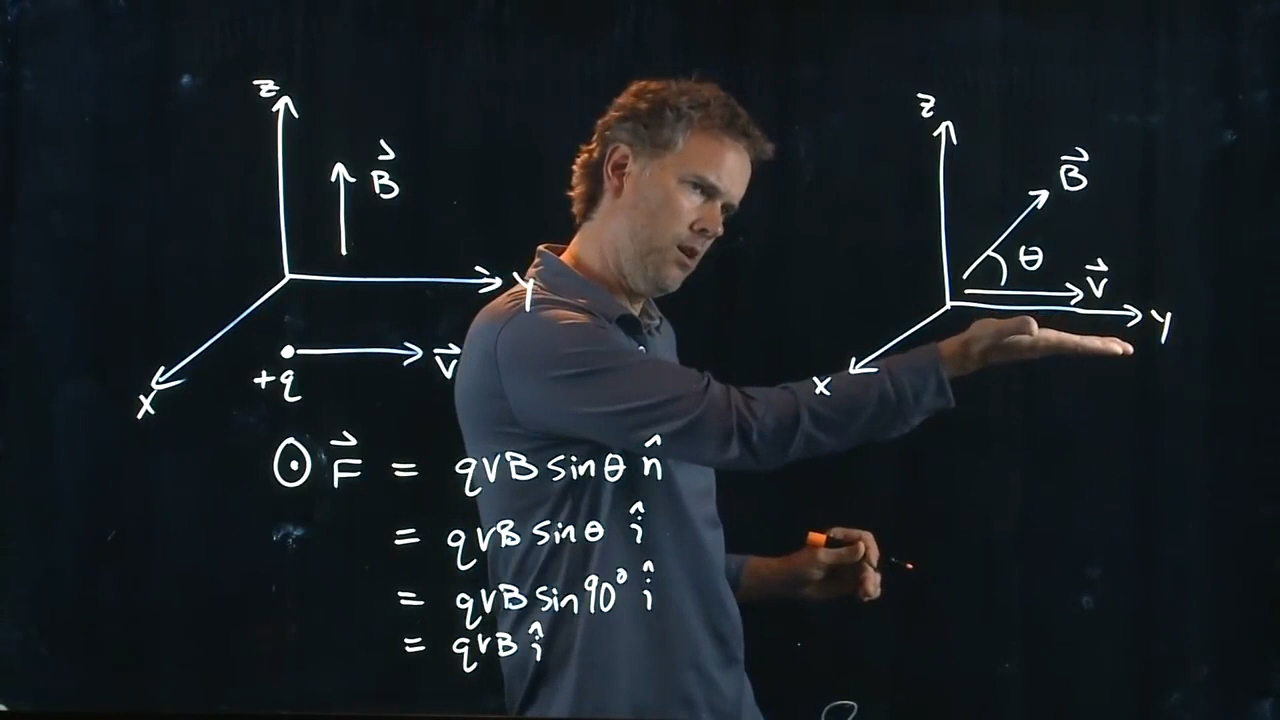 z
B⃗
y
x
+q
v⃗
F⃗ = qvB sinθ n̂
= qvB sinθ î
= qvB sin90° î
= qvB î
z
B⃗
θ
v⃗
y
x